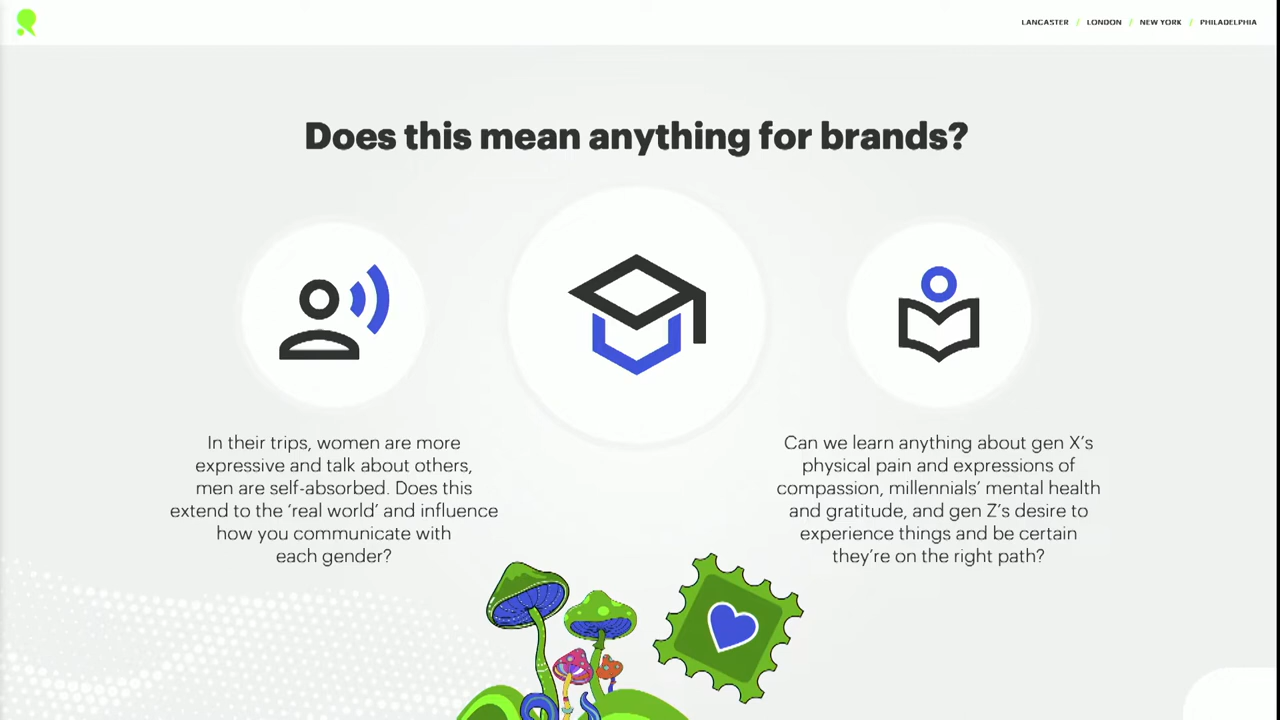 LANCASTER / LONDON / NEW YORK / PHILADELPHIA
Does this mean anything for brands?
In their trips, women are more
expressive and talk about others,
men are self-absorbed. Does this
extend to the ‘real world’ and influence
how you communicate with
each gender?
Can we learn anything about gen X’s
physical pain and expressions of
compassion, millennials’ mental health
and gratitude, and gen Z’s desire to
experience things and be certain
they’re on the right path?